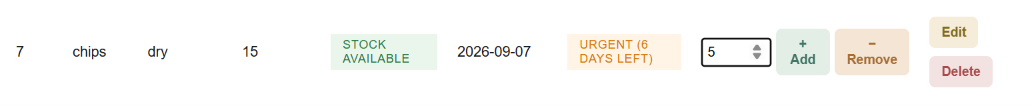 7 chips dry 15 STOCK AVAILABLE 2026-09-07 URGENT (6 DAYS LEFT) 5 + Add − Remove Edit
Delete